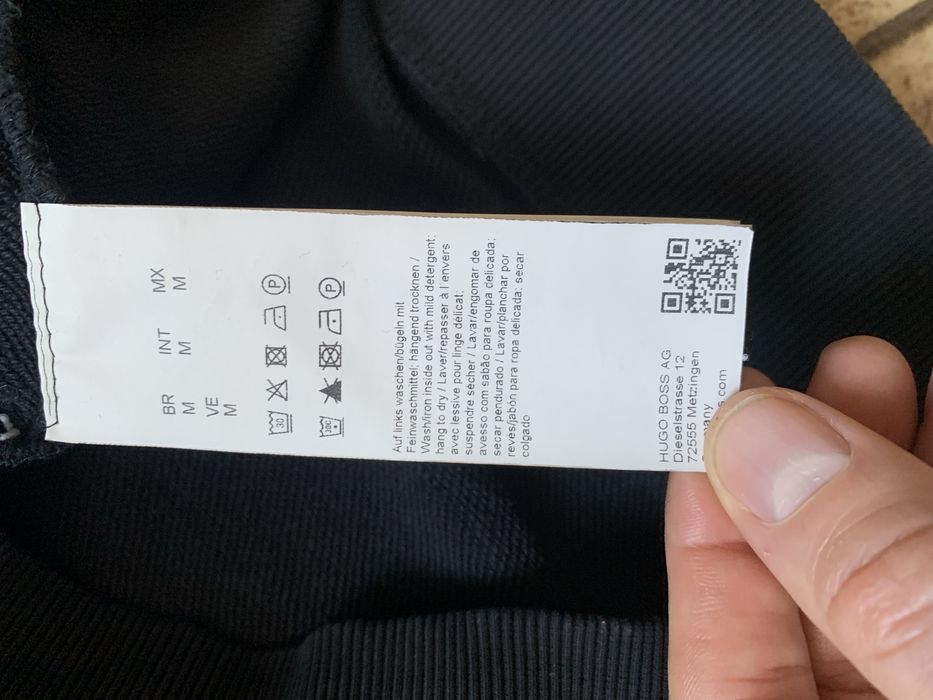 BR INT MX
M M M
VE
M
30 P
30C P
Auf links waschen/bügeln mit
Feinwaschmittel; hängend trocknen /
Wash/iron inside out with mild detergent;
hang to dry / Laver/repasser à l envers
avec lessive pour linge délicat;
suspendre sécher / Lavar/engomar de
avesso com sabão para roupa delicada;
secar pendurado / Lavar/planchar por
revés/jabón para ropa delicada; secar
colgado
HUGO BOSS AG
Dieselstrasse 12
72555 Metzingen